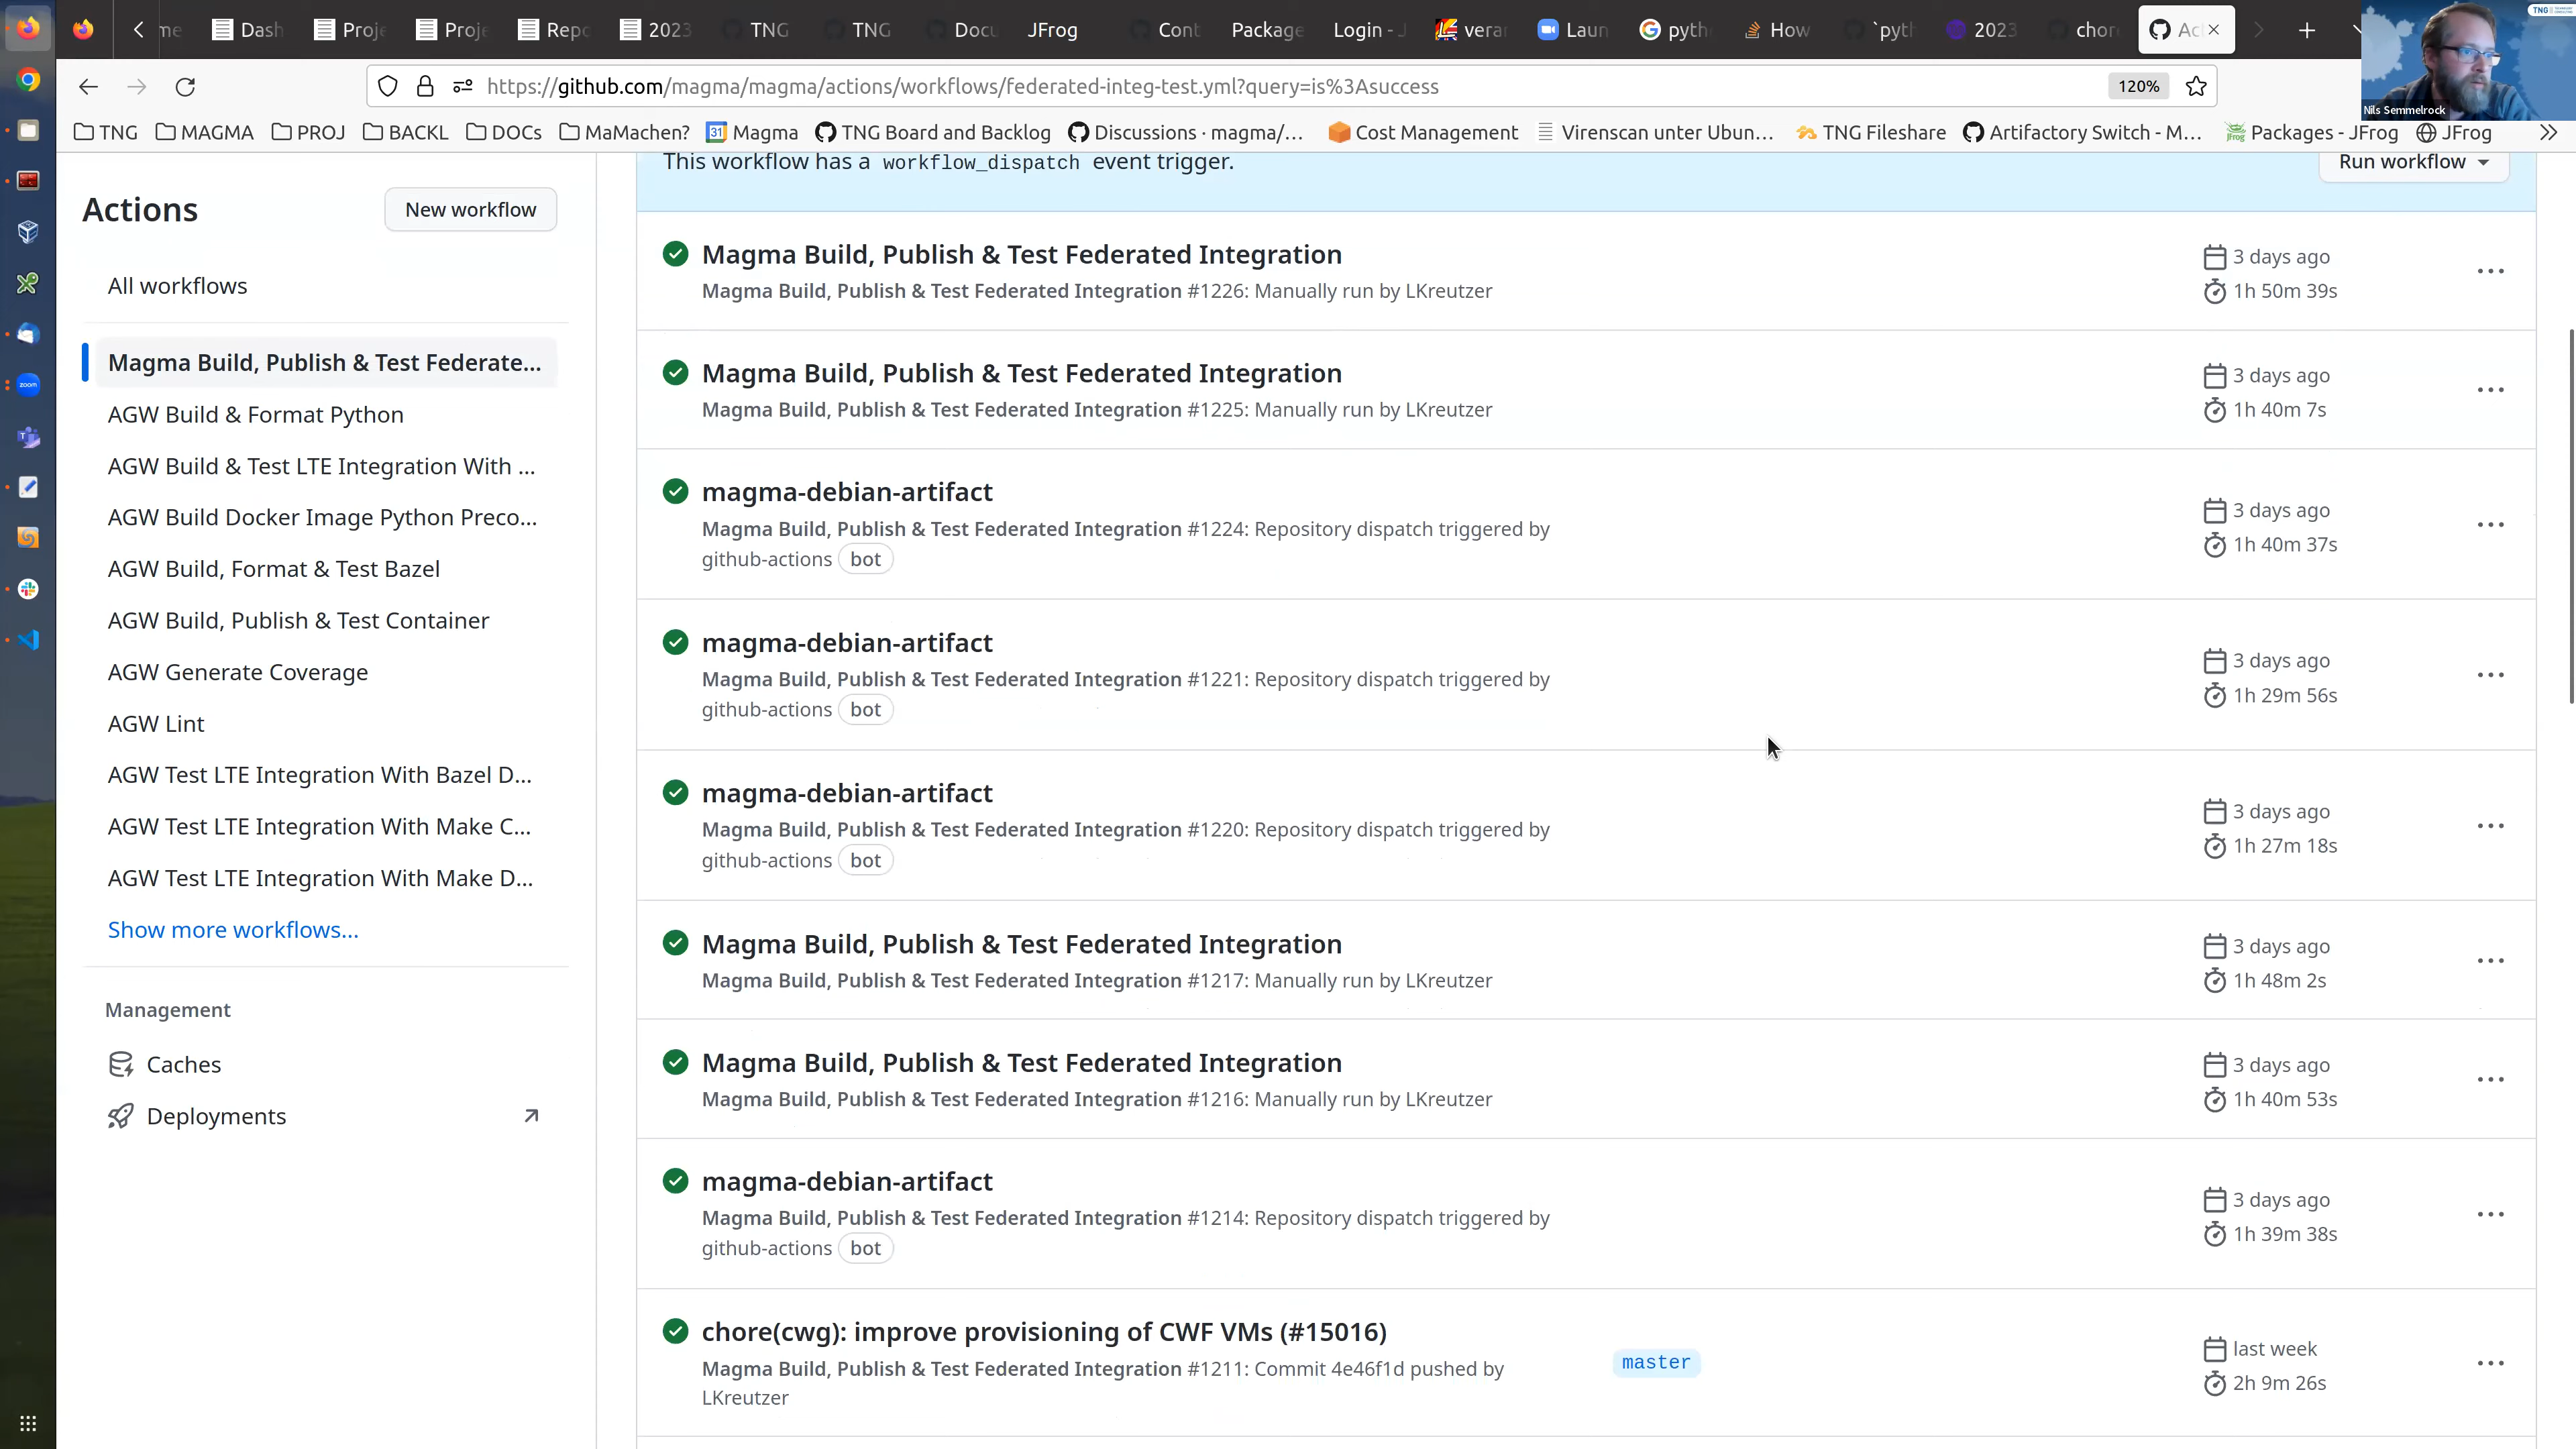 me
Dash
Proje
Proje
Repo
2023
TNG
TNG
Docu
JFrog
Cont
Package
Login - J
veran
Laun
pyth
How
`pyth
2023
chor
Ac
https://github.com/magma/magma/actions/workflows/federated-integ-test.yml?query=is%3Asuccess
120%
TNG
MAGMA
PROJ
BACKL
DOCs
MaMachen?
Magma
TNG Board and Backlog
Discussions · magma/...
Cost Management
Virenscan unter Ubun...
TNG Fileshare
Artifactory Switch - M...
Packages - JFrog
JFrog
Nils Semmelrock
TNG
zoom
Actions
New workflow
All workflows
Magma Build, Publish & Test Federate...
AGW Build & Format Python
AGW Build & Test LTE Integration With ...
AGW Build Docker Image Python Preco...
AGW Build, Format & Test Bazel
AGW Build, Publish & Test Container
AGW Generate Coverage
AGW Lint
AGW Test LTE Integration With Bazel D...
AGW Test LTE Integration With Make C...
AGW Test LTE Integration With Make D...
Show more workflows...
Management
Caches
Deployments
This workflow has a workflow_dispatch event trigger.
Run workflow
Magma Build, Publish & Test Federated Integration
Magma Build, Publish & Test Federated Integration #1226: Manually run by LKreutzer
3 days ago
1h 50m 39s
Magma Build, Publish & Test Federated Integration
Magma Build, Publish & Test Federated Integration #1225: Manually run by LKreutzer
3 days ago
1h 40m 7s
magma-debian-artifact
Magma Build, Publish & Test Federated Integration #1224: Repository dispatch triggered by
github-actions bot
3 days ago
1h 40m 37s
magma-debian-artifact
Magma Build, Publish & Test Federated Integration #1221: Repository dispatch triggered by
github-actions bot
3 days ago
1h 29m 56s
magma-debian-artifact
Magma Build, Publish & Test Federated Integration #1220: Repository dispatch triggered by
github-actions bot
3 days ago
1h 27m 18s
Magma Build, Publish & Test Federated Integration
Magma Build, Publish & Test Federated Integration #1217: Manually run by LKreutzer
3 days ago
1h 48m 2s
Magma Build, Publish & Test Federated Integration
Magma Build, Publish & Test Federated Integration #1216: Manually run by LKreutzer
3 days ago
1h 40m 53s
magma-debian-artifact
Magma Build, Publish & Test Federated Integration #1214: Repository dispatch triggered by
github-actions bot
3 days ago
1h 39m 38s
chore(cwg): improve provisioning of CWF VMs (#15016)
Magma Build, Publish & Test Federated Integration #1211: Commit 4e46f1d pushed by
LKreutzer
master
last week
2h 9m 26s